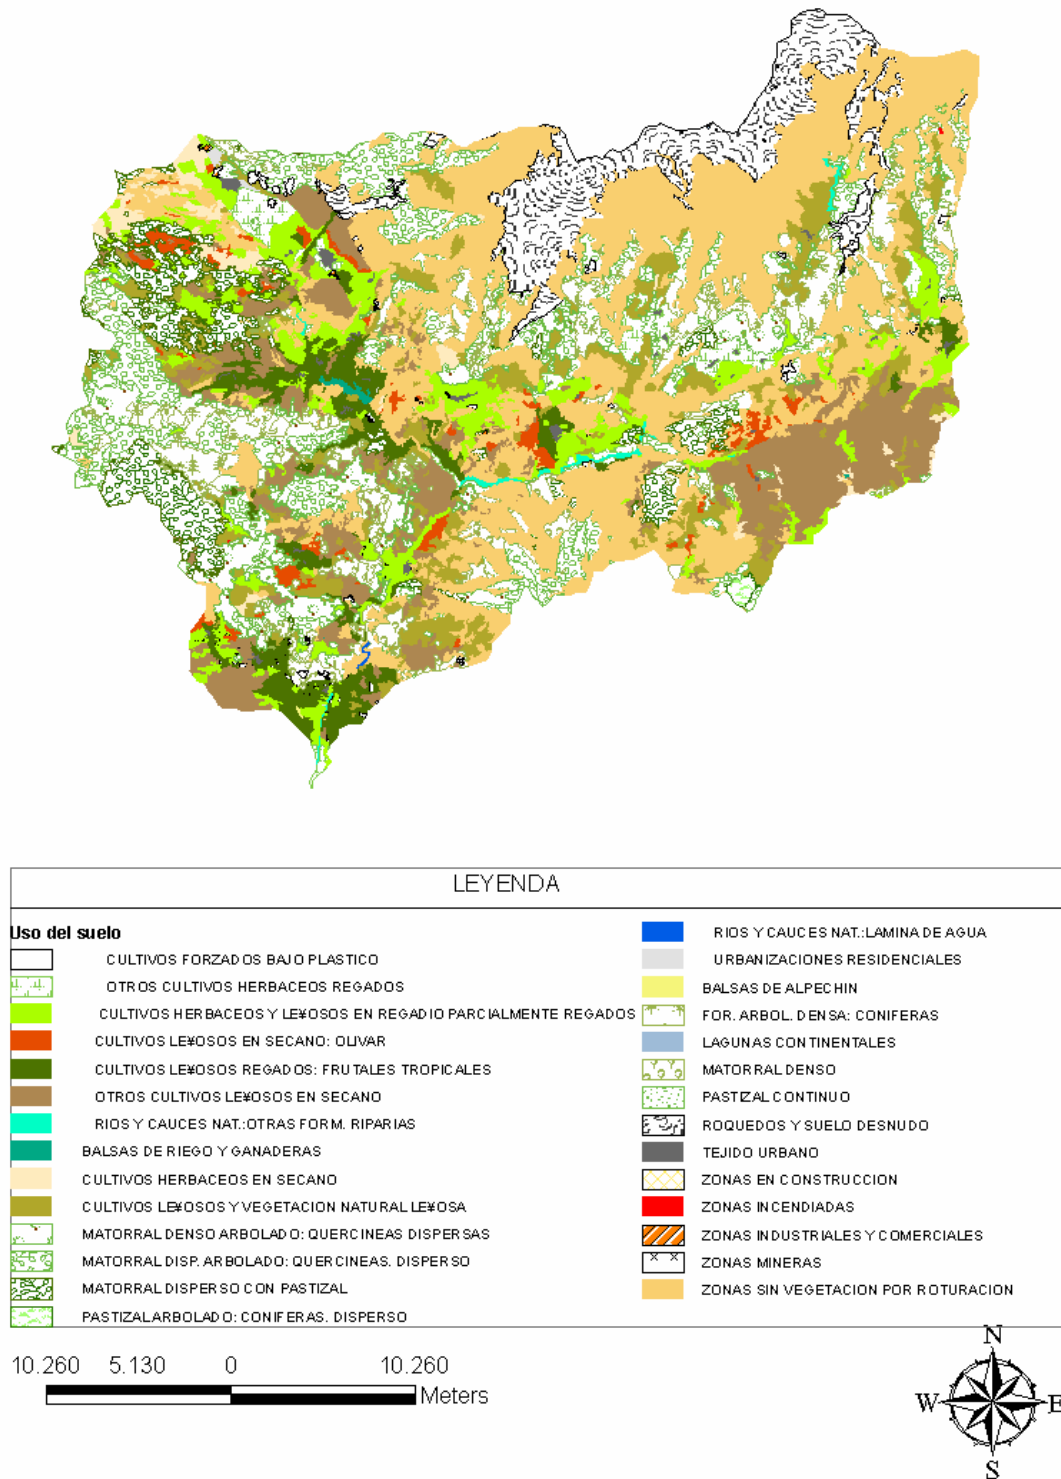 LEYENDA
Uso del suelo
CULTIVOS FORZADOS BAJO PLASTICO
OTROS CULTIVOS HERBACEOS REGADOS
CULTIVOS HERBACEOS Y LE¥OSOS EN REGADIO PARCIALMENTE REGADOS
CULTIVOS LE¥OSOS EN SECANO: OLIVAR
CULTIVOS LE¥OSOS REGADOS: FRUTALES TROPICALES
OTROS CULTIVOS LE¥OSOS EN SECANO
RIOS Y CAUCES NAT.:OTRAS FORM. RIPARIAS
BALSAS DE RIEGO Y GANADERAS
CULTIVOS HERBACEOS EN SECANO
CULTIVOS LE¥OSOS Y VEGETACION NATURAL LE¥OSA
MATORRAL DENSO ARBOLADO: QUERCINEAS DISPERSAS
MATORRAL DISP. ARBOLADO: QUERCINEAS. DISPERSO
MATORRAL DISPERSO CON PASTIZAL
PASTIZAL ARBOLADO: CONIFERAS. DISPERSO
RIOS Y CAUCES NAT.:LAMINA DE AGUA
URBANIZACIONES RESIDENCIALES
BALSAS DE ALPECHIN
FOR. ARBOL. DENSA: CONIFERAS
LAGUNAS CONTINENTALES
MATORRAL DENSO
PASTIZAL CONTINUO
ROQUEDOS Y SUELO DESNUDO
TEJIDO URBANO
ZONAS EN CONSTRUCCION
ZONAS INCENDIADAS
ZONAS INDUSTRIALES Y COMERCIALES
ZONAS MINERAS
ZONAS SIN VEGETACION POR ROTURACION
10.260 5.130 0 10.260
Meters
N
W E
S